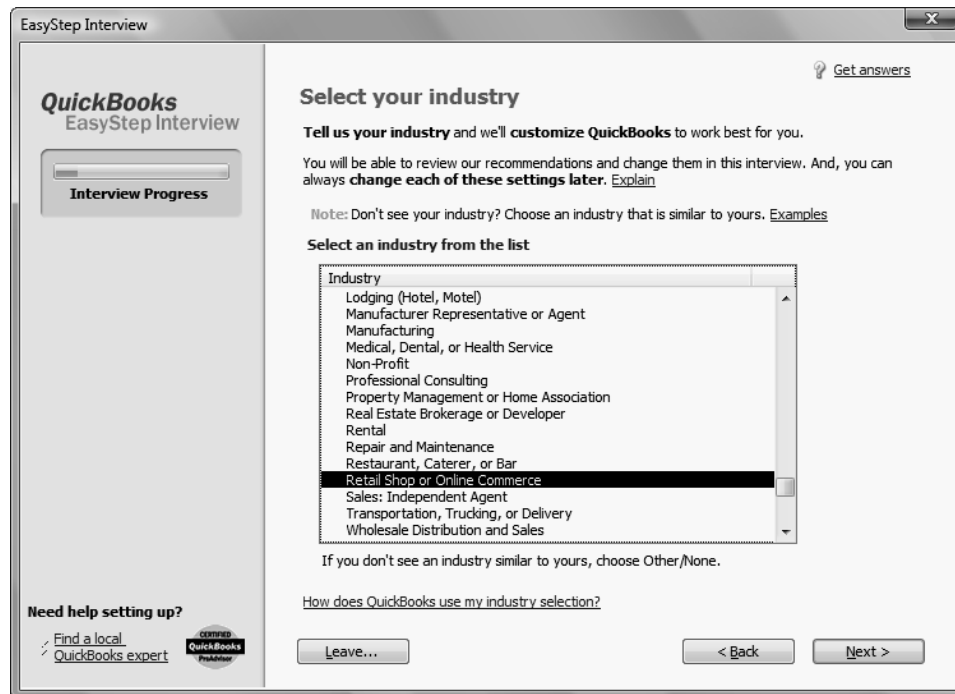 EasyStep Interview
X
Get answers
QuickBooks
EasyStep Interview
Interview Progress
Select your industry
Tell us your industry and we'll customize QuickBooks to work best for you.
You will be able to review our recommendations and change them in this interview. And, you can
always change each of these settings later. Explain
Note: Don't see your industry? Choose an industry that is similar to yours. Examples
Select an industry from the list
Industry
Lodging (Hotel, Motel)
Manufacturer Representative or Agent
Manufacturing
Medical, Dental, or Health Service
Non-Profit
Professional Consulting
Property Management or Home Association
Real Estate Brokerage or Developer
Rental
Repair and Maintenance
Restaurant, Caterer, or Bar
Retail Shop or Online Commerce
Sales: Independent Agent
Transportation, Trucking, or Delivery
Wholesale Distribution and Sales
If you don't see an industry similar to yours, choose Other/None.
How does QuickBooks use my industry selection?
Need help setting up?
Find a local
QuickBooks expert
CERTIFIED
QuickBooks
ProAdvisor
Leave...
< Back
Next >